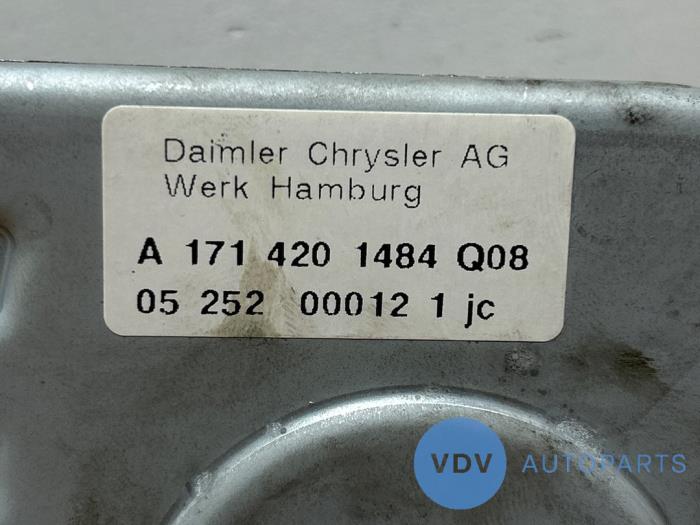 Daimler Chrysler AG
Werk Hamburg
A 171 420 1484 Q08
05 252 00012 1 jc
VDV AUTOPARTS